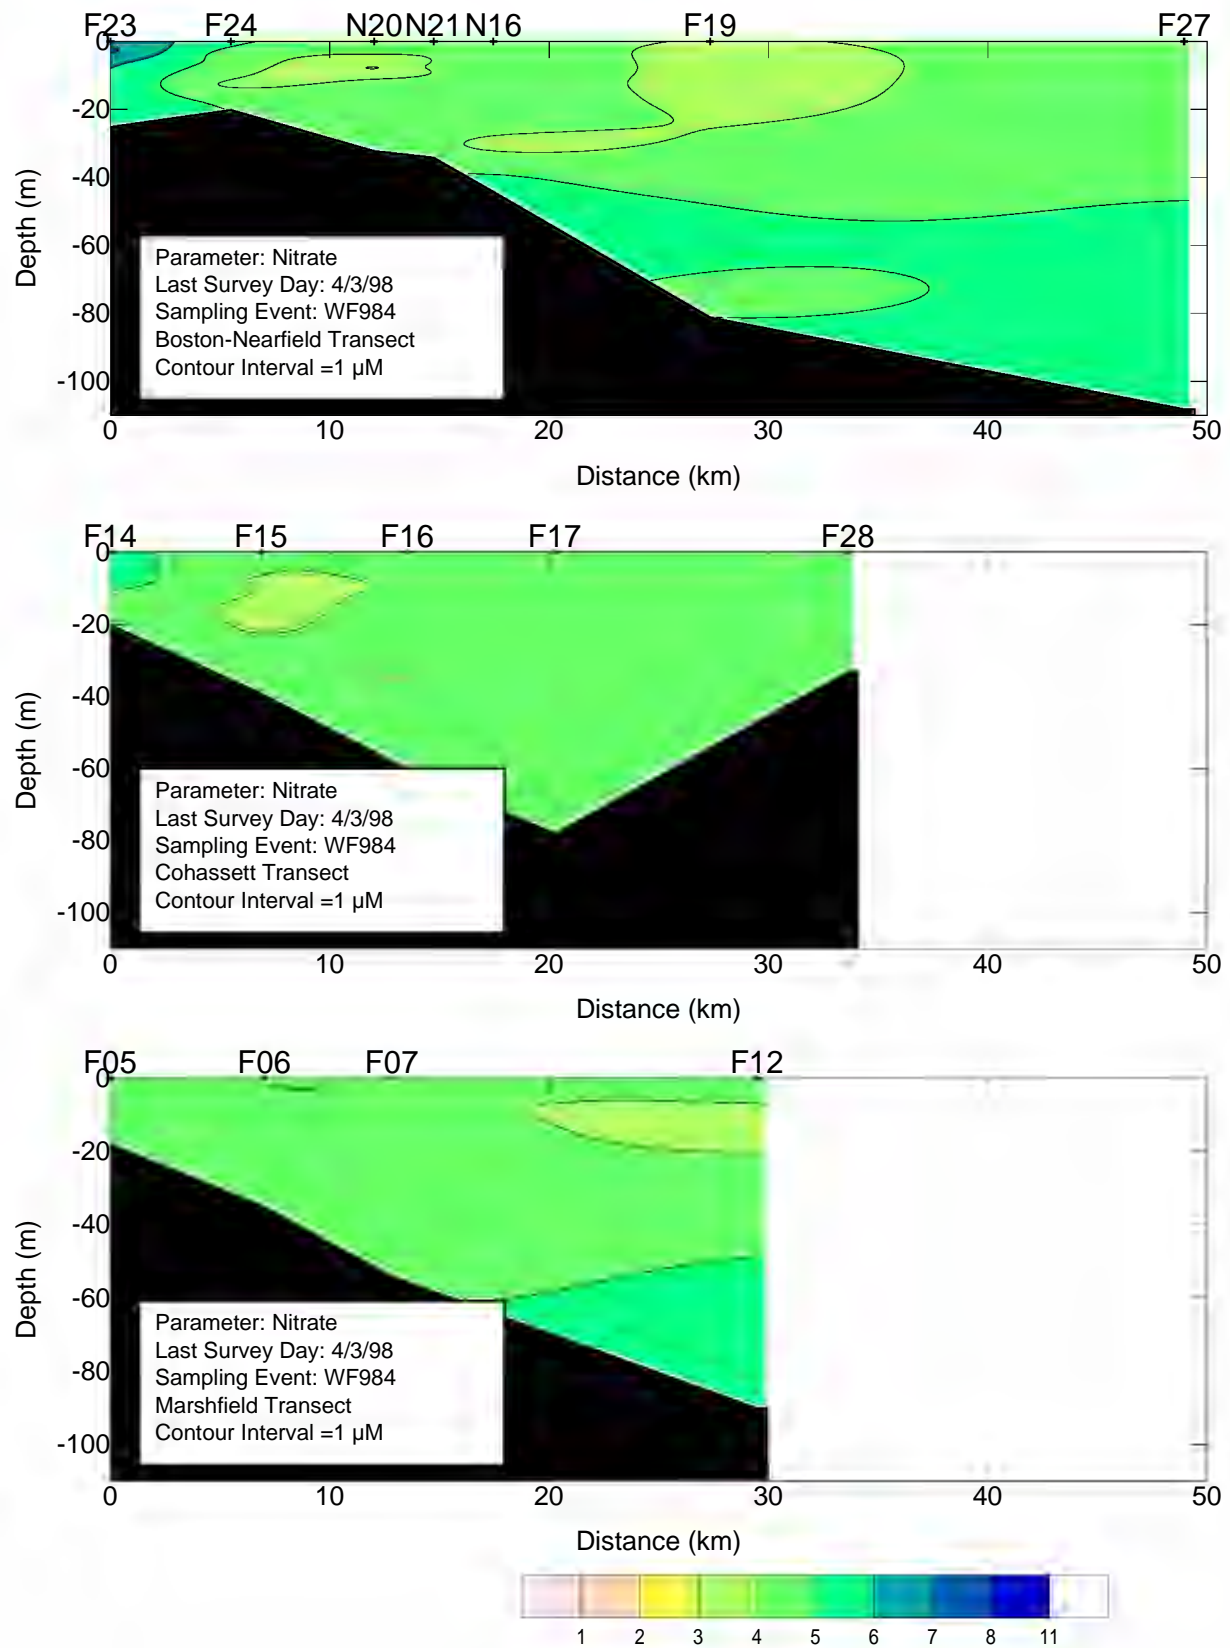 F23 F24 N20 N21 N16 F19 F27
0
-20
-40
-60
-80
-100
Depth (m)
Parameter: Nitrate
Last Survey Day: 4/3/98
Sampling Event: WF984
Boston-Nearfield Transect
Contour Interval =1 µM
0 10 20 30 40 50
Distance (km)
F14 F15 F16 F17 F28
0
-20
-40
-60
-80
-100
Depth (m)
Parameter: Nitrate
Last Survey Day: 4/3/98
Sampling Event: WF984
Cohassett Transect
Contour Interval =1 µM
0 10 20 30 40 50
Distance (km)
F05 F06 F07 F12
0
-20
-40
-60
-80
-100
Depth (m)
Parameter: Nitrate
Last Survey Day: 4/3/98
Sampling Event: WF984
Marshfield Transect
Contour Interval =1 µM
0 10 20 30 40 50
Distance (km)
1 2 3 4 5 6 7 8 11